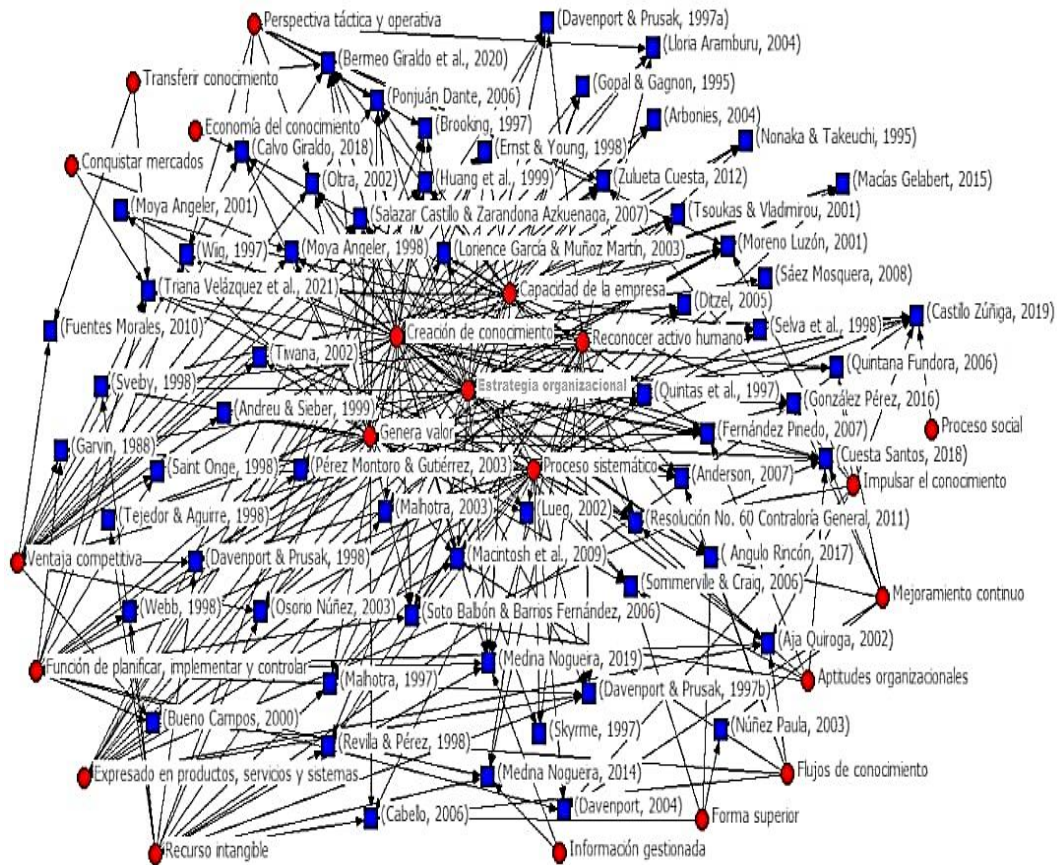 Perspectiva táctica y operativa
(Davenport & Prusak, 1997a)
(Lloria Aramburu, 2004)
(Bermeo Giraldo et al., 2020)
Transferir conocimiento
(Gopal & Gagnon, 1995)
(Ponjuán Dante, 2006)
(Arbonies, 2004)
Economía del conocimiento
(Brooking, 1997)
(Nonaka & Takeuchi, 1995)
(Calvo Giraldo, 2018)
(Ernst & Young, 1998)
Conquistar mercados
(Oltra, 2002)
(Huang et al., 1999)
(Zulueta Cuesta, 2012)
(Macías Gelabert, 2015)
(Moya Angeler, 2001)
(Salazar Castillo & Zarandona Azkuenaga, 2007)
(Tsoukas & Vladimirou, 2001)
(Wiig, 1997)
(Moya Angeler, 1998)
(Lorience García & Muñoz Martín, 2003)
(Moreno Luzón, 2001)
(Sáez Mosquera, 2008)
(Triana Velázquez et al., 2021)
Capacidad de la empresa
(Ditzel, 2005)
(Castilo Zúñiga, 2019)
(Fuentes Morales, 2010)
Creación de conocimiento
Reconocer activo humano
(Selva et al., 1998)
(Tiwana, 2002)
(Quintana Fundora, 2006)
(Sveby, 1998)
Estrategia organizacional
(Quintas et al., 1997)
(González Pérez, 2016)
(Andreu & Sieber, 1999)
Genera valor
(Fernández Pinedo, 2007)
Proceso social
(Garvin, 1988)
(Saint Onge, 1998)
(Pérez Montoro & Gutiérrez, 2003)
Proceso sistemático
(Anderson, 2007)
(Cuesta Santos, 2018)
Impulsar el conocimiento
(Tejedor & Aguirre, 1998)
(Malhotra, 2003)
(Lueg, 2002)
(Resolución No. 60 Contraloría General, 2011)
Ventaja competitiva
(Davenport & Prusak, 1998)
(Macintosh et al., 2009)
(Angulo Rincón, 2017)
(Sommervile & Craig, 2006)
Mejoramiento continuo
(Webb, 1998)
(Osorio Núñez, 2003)
(Soto Balbón & Barrios Fernández, 2006)
(Aja Quiroga, 2002)
Función de planificar, implementar y controlar
(Malhotra, 1997)
(Medina Nogueira, 2019)
(Davenport & Prusak, 1997b)
Aptitudes organizacionales
(Bueno Campos, 2000)
(Revilla & Pérez, 1998)
(Skyrme, 1997)
(Núñez Paula, 2003)
Expresado en productos, servicios y sistemas
(Medina Nogueira, 2014)
Flujos de conocimiento
(Cabello, 2006)
(Davenport, 2004)
Forma superior
Recurso intangible
Información gestionada